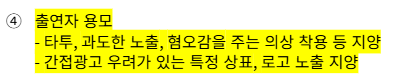 ④ 출연자 용모
- 타투, 과도한 노출, 혐오감을 주는 의상 착용 등 지양
- 간접광고 우려가 있는 특정 상표, 로고 노출 지양